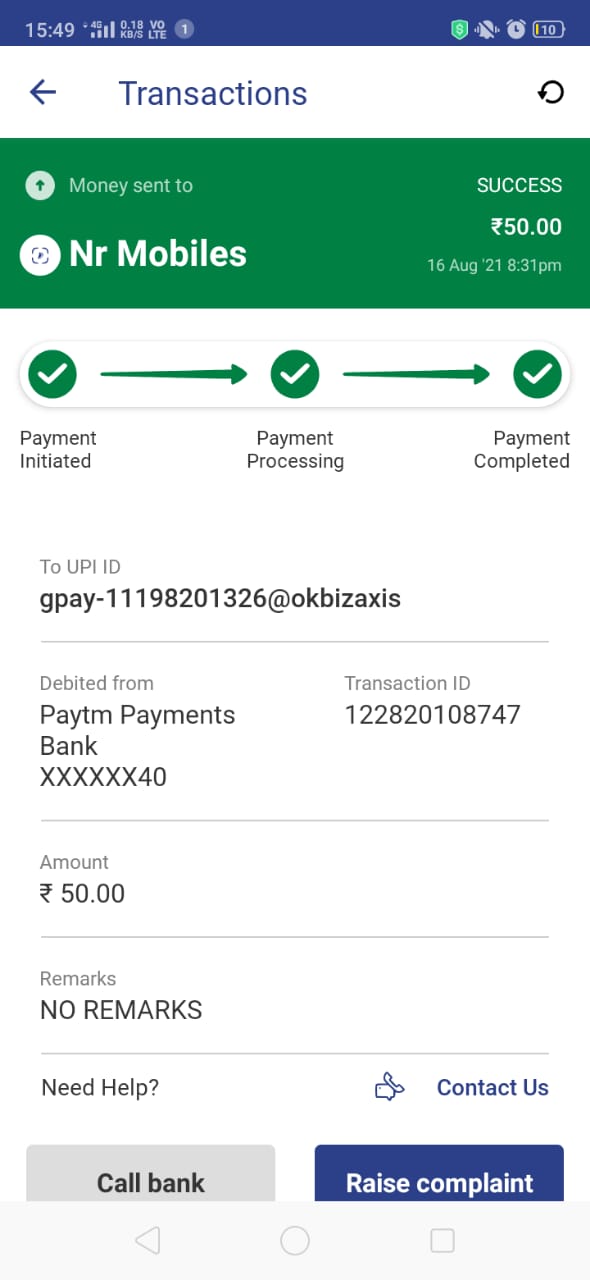 15:49 4G 0.18 KB/S VO LTE 1 10
Transactions
Money sent to
SUCCESS
₹50.00
Nr Mobiles
16 Aug '21 8:31pm
Payment Initiated
Payment Processing
Payment Completed
To UPI ID
gpay-11198201326@okbizaxis
Debited from
Transaction ID
Paytm Payments
122820108747
Bank
XXXXXX40
Amount
₹ 50.00
Remarks
NO REMARKS
Need Help?
Contact Us
Call bank
Raise complaint